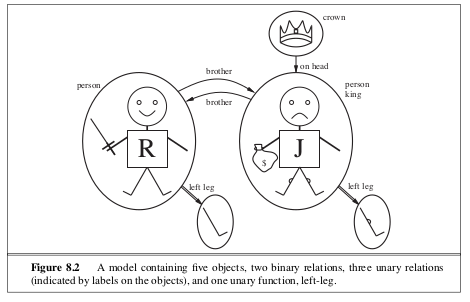 crown
on head
person
brother
person
king
brother
R
J
$
left leg
left leg
Figure 8.2 A model containing five objects, two binary relations, three unary relations
(indicated by labels on the objects), and one unary function, left-leg.